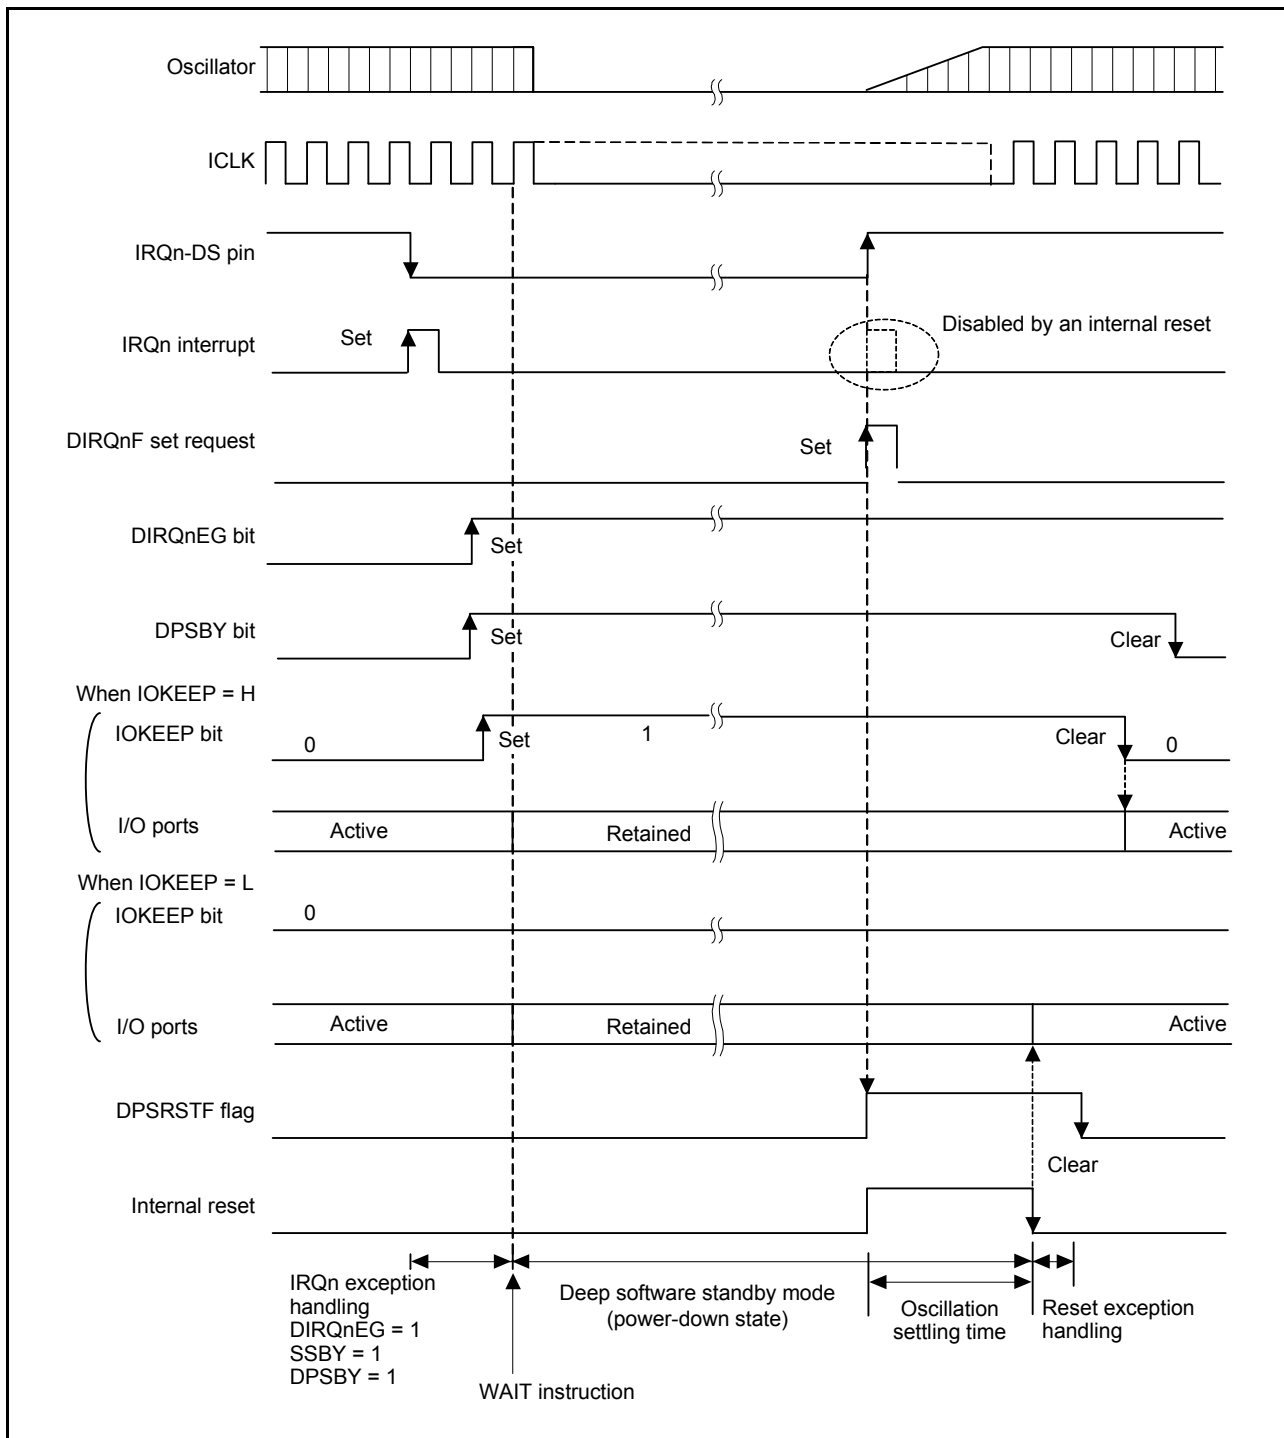 Oscillator
ICLK
IRQn-DS pin
IRQn interrupt
Set
Disabled by an internal reset
DIRQnF set request
Set
DIRQnEG bit
Set
DPSBY bit
Set
Clear
When IOKEEP = H
IOKEEP bit
0
Set
1
Clear
0
I/O ports
Active
Retained
Active
When IOKEEP = L
IOKEEP bit
0
I/O ports
Active
Retained
Active
DPSRSTF flag
Clear
Internal reset
IRQn exception
handling
DIRQnEG = 1
SSBY = 1
DPSBY = 1
WAIT instruction
Deep software standby mode
(power-down state)
Oscillation
settling time
Reset exception
handling